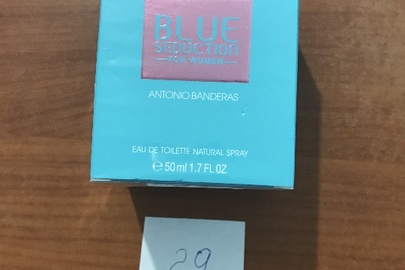 BLUE
SEDUCTION
FOR WOMEN
ANTONIO BANDERAS
EAU DE TOILETTE NATURAL SPRAY
℮ 50 ml 1.7 FL OZ
29